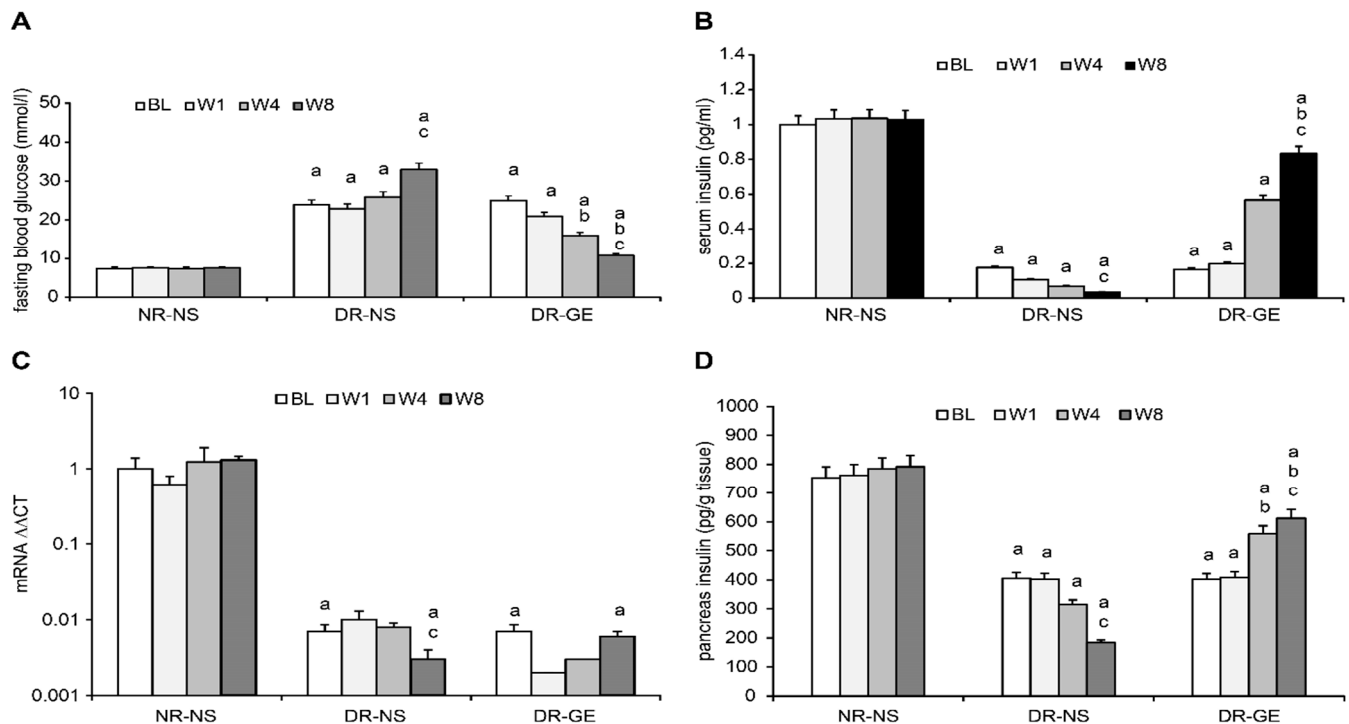 A
fasting blood glucose (mmol/l)
BL W1 W4 W8
50
40
30
20
10
0
a a a a
c
a a a a
b b
c
NR-NS DR-NS DR-GE
B
serum insulin (pg/ml)
BL W1 W4 W8
1.4
1.2
1
0.8
0.6
0.4
0.2
0
a a a a
c
a a a a
b
c
NR-NS DR-NS DR-GE
C
mRNA ΔΔCT
BL W1 W4 W8
10
1
0.1
0.01
0.001
a a
c
a a
NR-NS DR-NS DR-GE
D
pancreas insulin (pg/g tissue)
BL W1 W4 W8
1000
900
800
700
600
500
400
300
200
100
0
a a a a
c
a a a a
b b
c
NR-NS DR-NS DR-GE